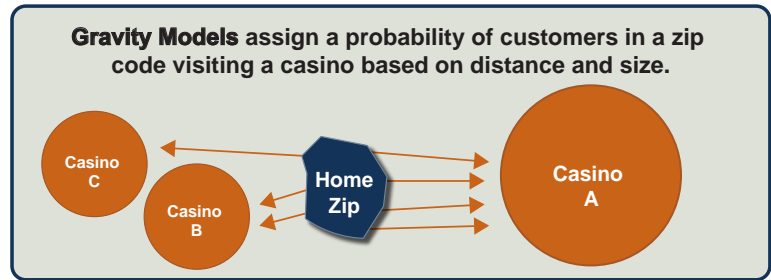 Gravity Models assign a probability of customers in a zip
code visiting a casino based on distance and size.
Casino
C
Casino
B
Home
Zip
Casino
A